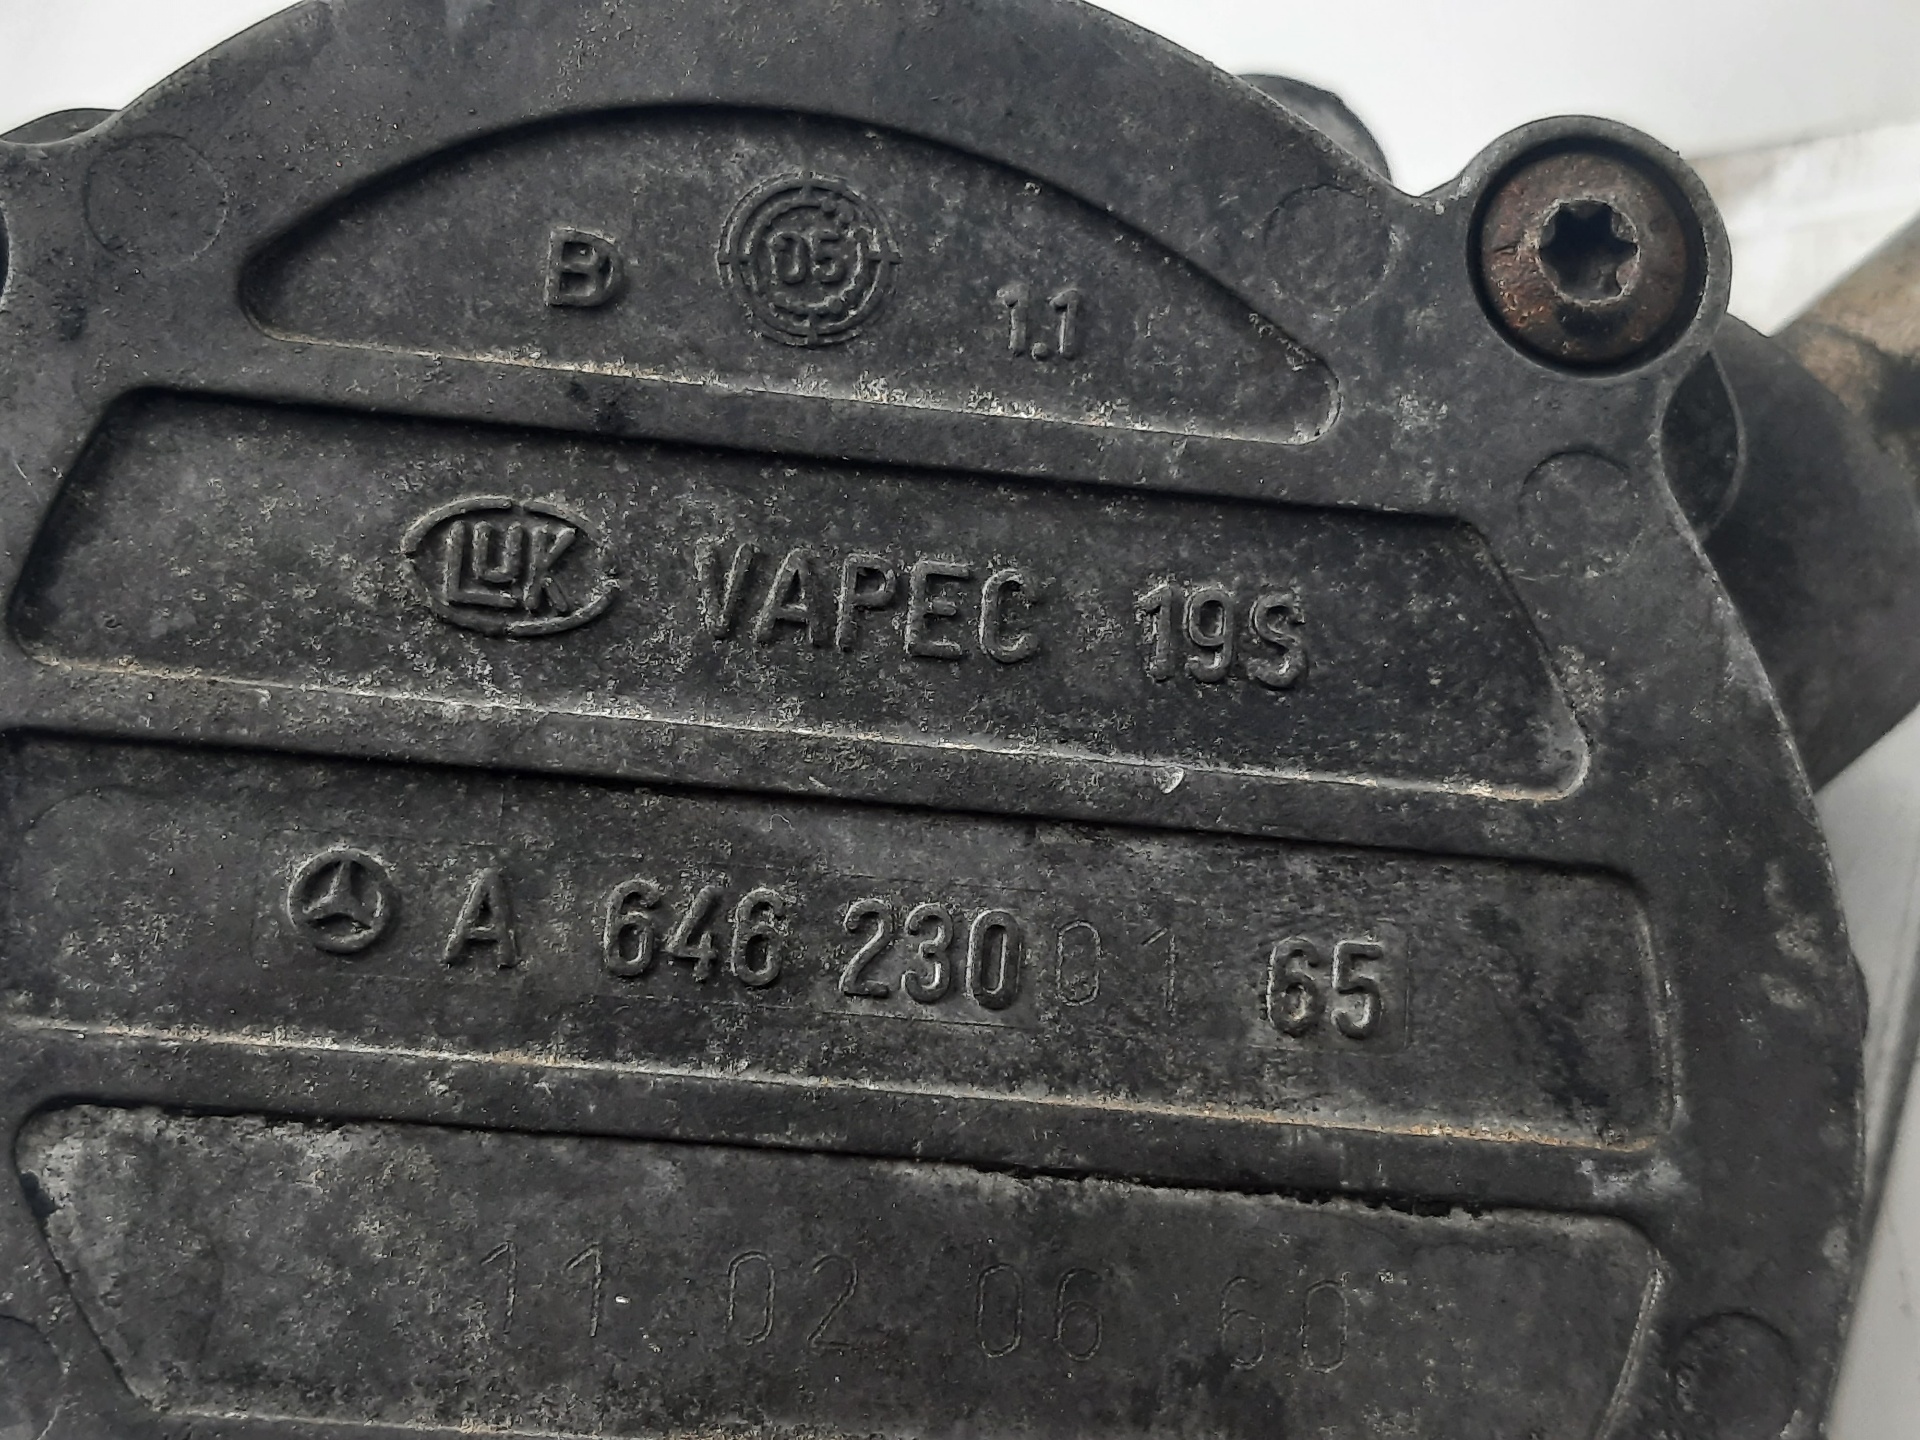 B 05 1.1
LUK VAPEC 19S
A 646 230 01 65
11 02 06 60